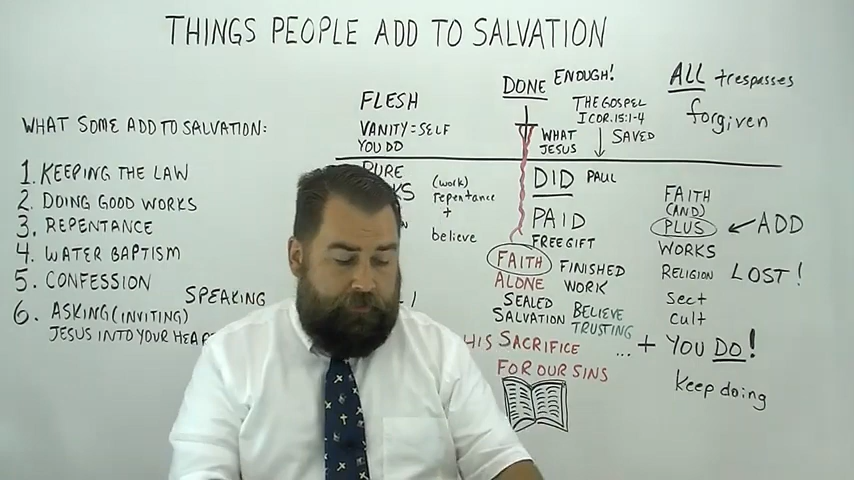 THINGS PEOPLE ADD TO SALVATION
WHAT SOME ADD TO SALVATION:
1. KEEPING THE LAW
2. DOING GOOD WORKS
3. REPENTANCE
4. WATER BAPTISM
5. CONFESSION
SPEAKING
6. ASKING (INVITING)
JESUS INTO YOUR
FLESH
VANITY = SELF
YOU DO
(work)
repentance
+
believe
DONE ENOUGH!
THE GOSPEL
I COR. 15:1-4
WHAT
JESUS
SAVED
DID PAUL
PAID
FREE GIFT
FAITH
ALONE
FINISHED
WORK
SEALED
SALVATION
BELIEVE
TRUSTING
HIS SACRIFICE
FOR OUR SINS
ALL trespasses
forgiven
FAITH
(AND)
PLUS ADD
WORKS
RELIGION LOST!
Sect
Cult
... + YOU DO!
Keep doing